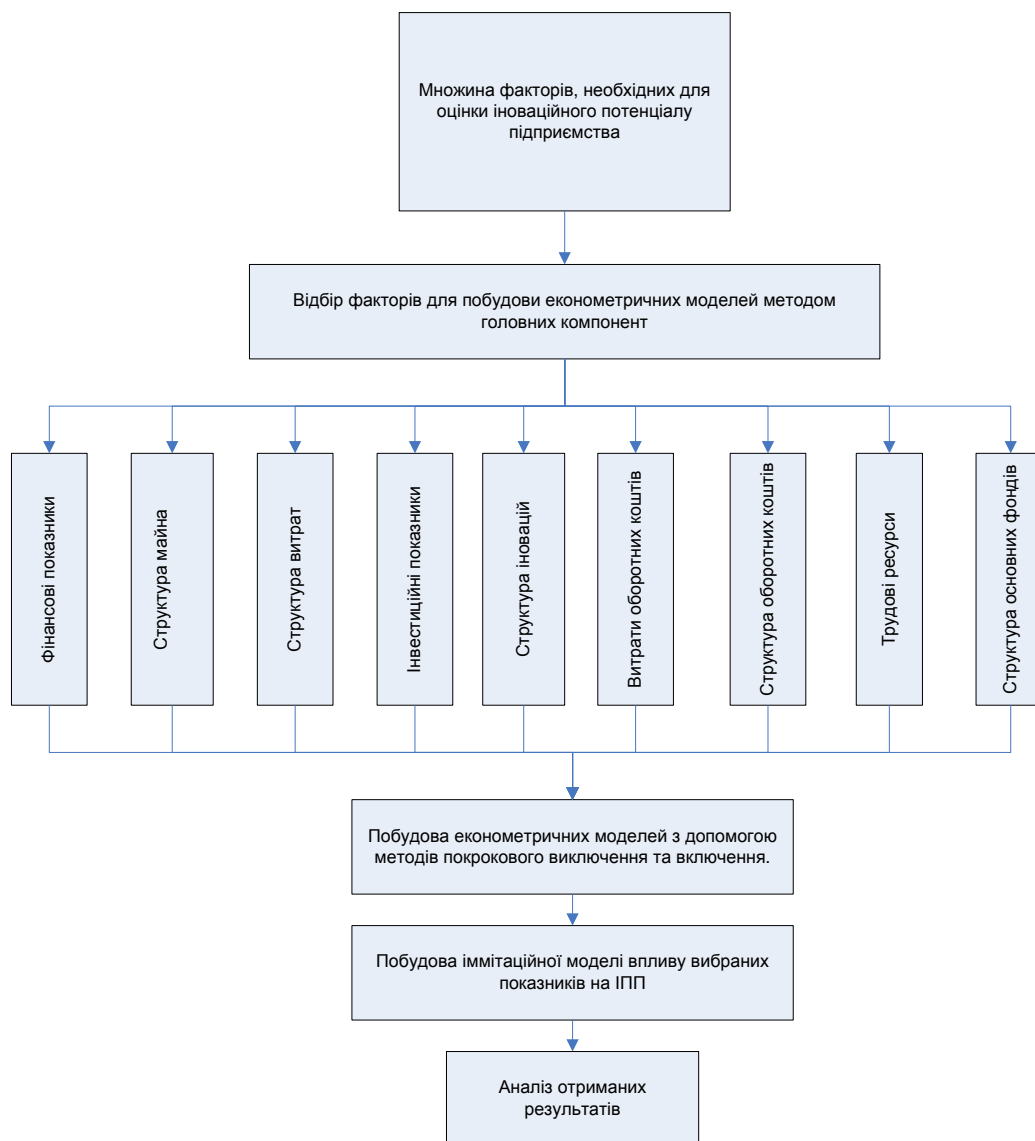 Множина факторів, необхідних для
оцінки іноваційного потенціалу
підприємства
Відбір факторів для побудови економетричних моделей методом
головних компонент
Фінансові показники
Структура майна
Структура витрат
Інвестиційні показники
Структура іновацій
Витрати оборотних коштів
Структура оборотних коштів
Трудові ресурси
Структура основних фондів
Побудова економетричних моделей з допомогою
методів покрокового виключення та включення.
Побудова іммітаційної моделі впливу вибраних
показників на ІПП
Аналіз отриманих
результатів